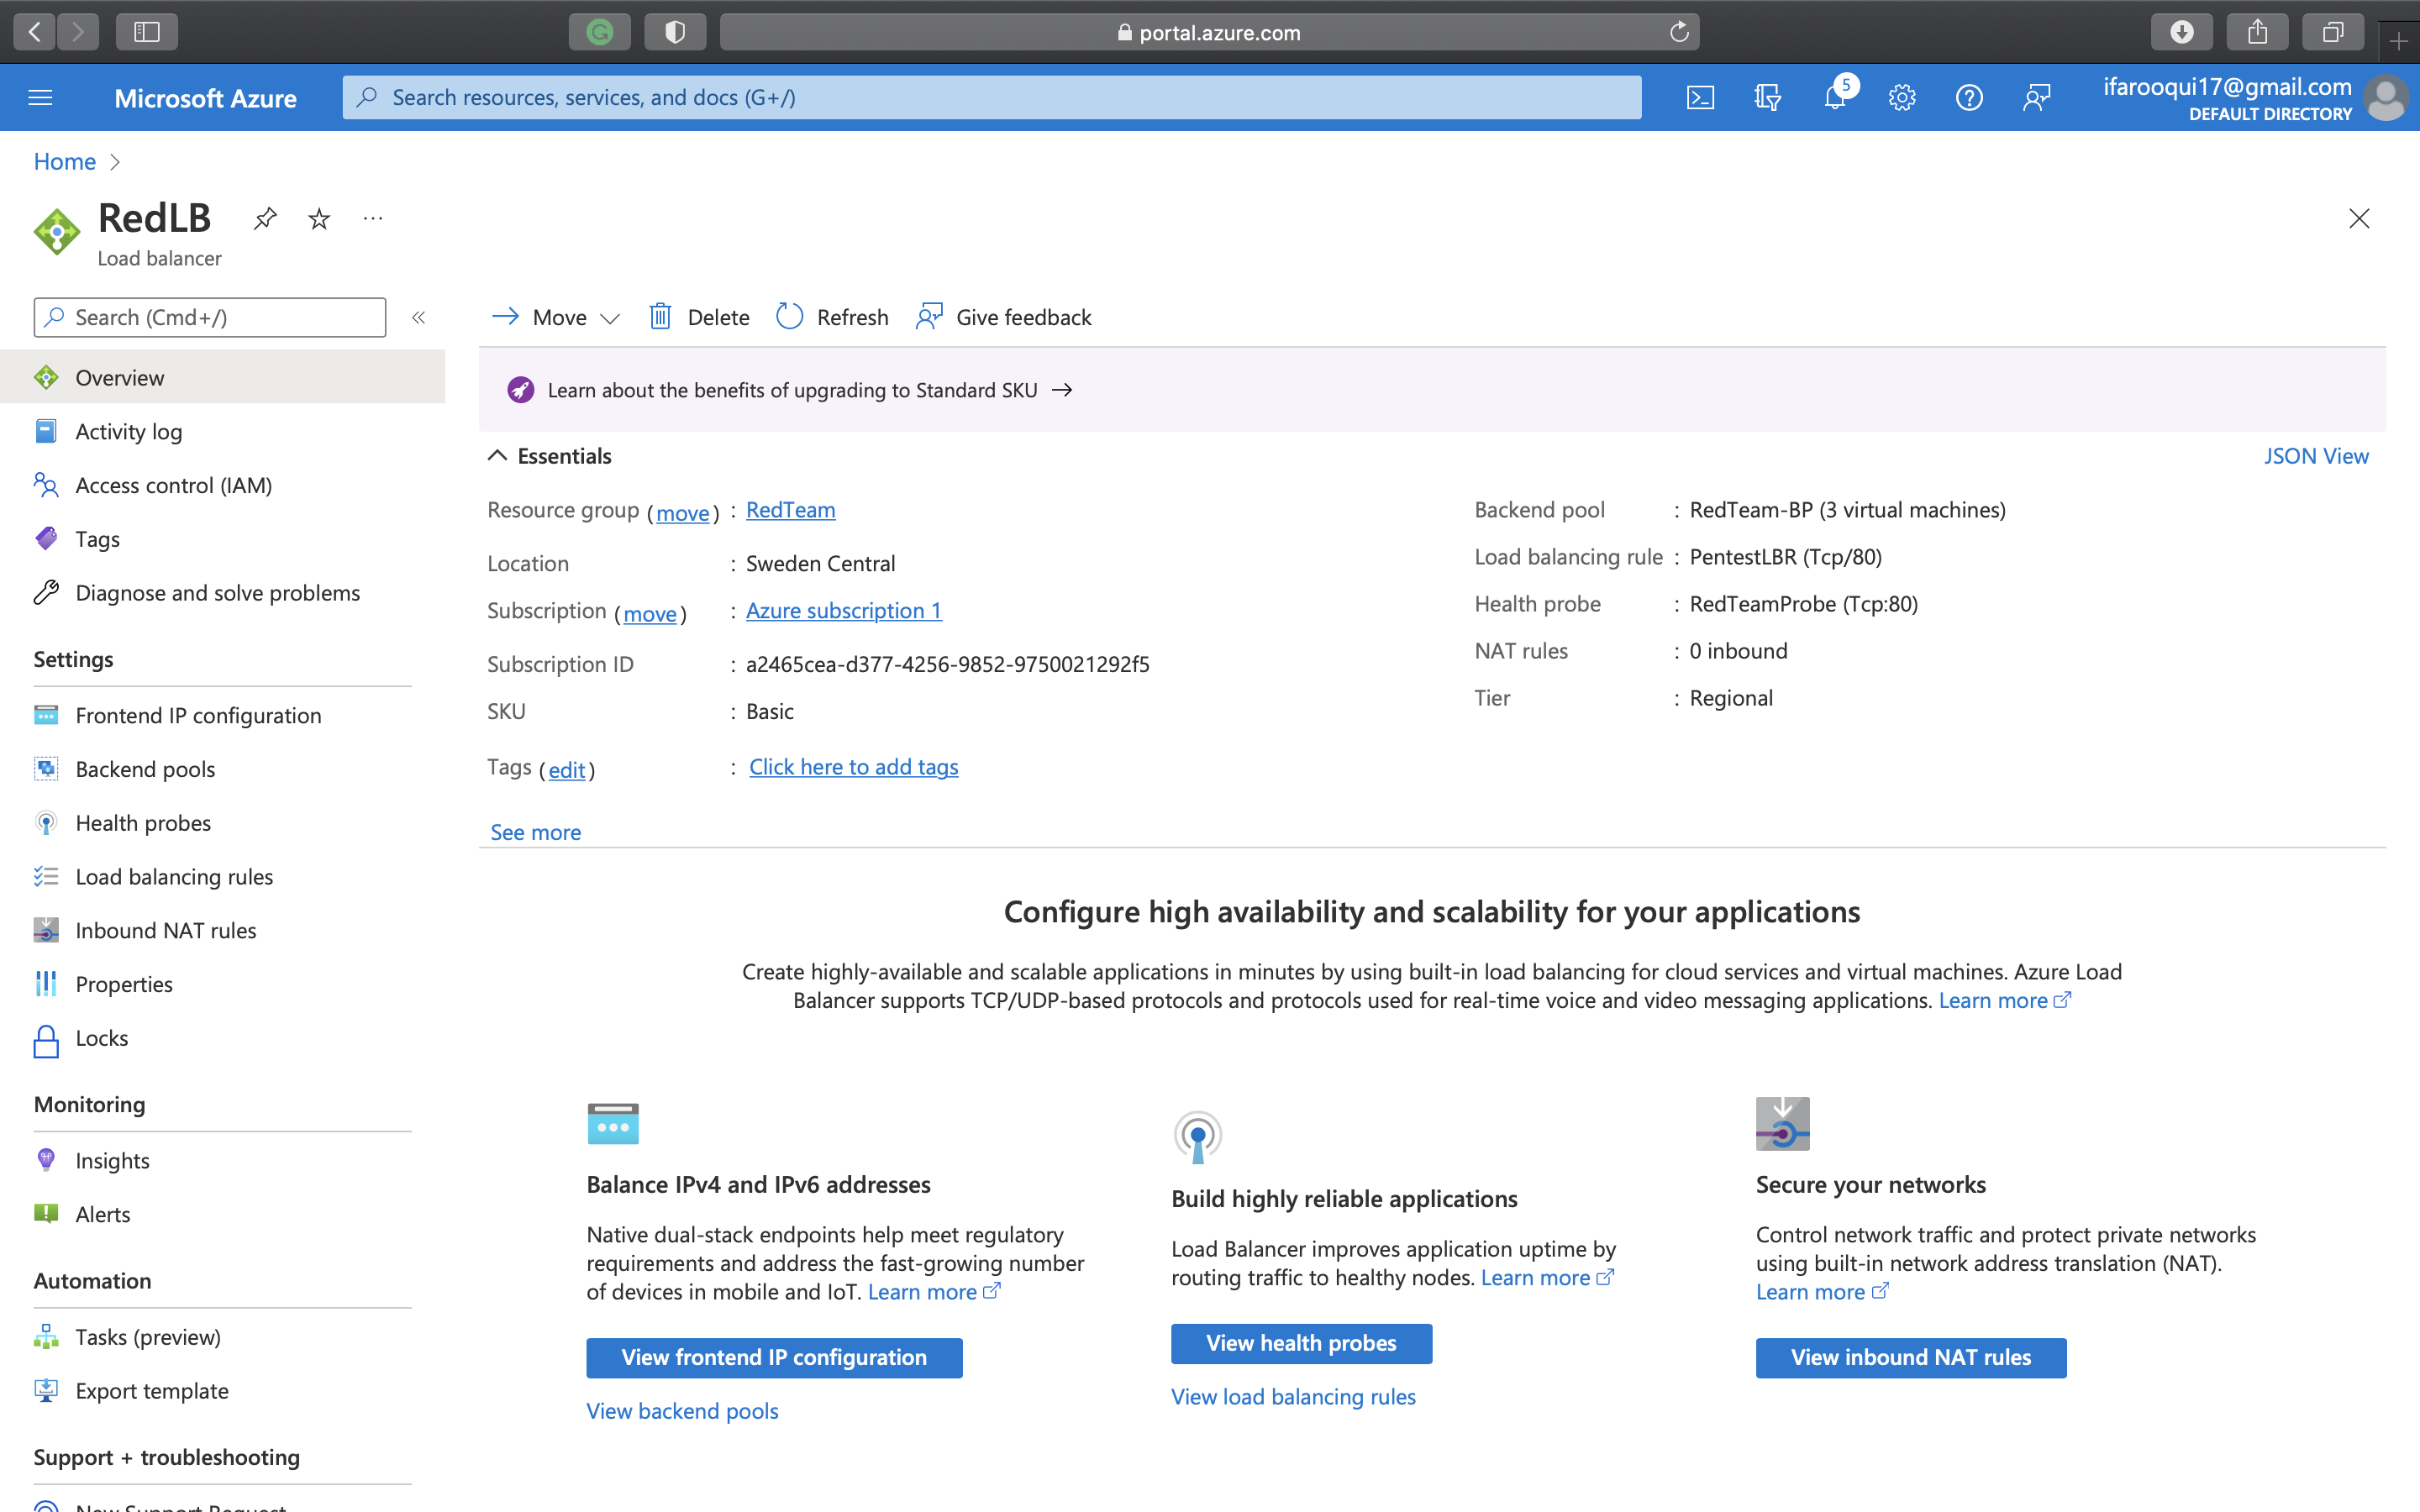 portal.azure.com
Microsoft Azure
Search resources, services, and docs (G+/)
5
ifarooqui17@gmail.com
DEFAULT DIRECTORY
Home
RedLB
Load balancer
Search (Cmd+/)
Overview
Activity log
Access control (IAM)
Tags
Diagnose and solve problems
Settings
Frontend IP configuration
Backend pools
Health probes
Load balancing rules
Inbound NAT rules
Properties
Locks
Monitoring
Insights
Alerts
Automation
Tasks (preview)
Export template
Support + troubleshooting
New Support Request
Move
Delete
Refresh
Give feedback
Learn about the benefits of upgrading to Standard SKU →
Essentials
JSON View
Resource group (move) : RedTeam
Location : Sweden Central
Subscription (move) : Azure subscription 1
Subscription ID : a2465cea-d377-4256-9852-9750021292f5
SKU : Basic
Tags (edit) : Click here to add tags
See more
Backend pool : RedTeam-BP (3 virtual machines)
Load balancing rule : PentestLBR (Tcp/80)
Health probe : RedTeamProbe (Tcp:80)
NAT rules : 0 inbound
Tier : Regional
Configure high availability and scalability for your applications
Create highly-available and scalable applications in minutes by using built-in load balancing for cloud services and virtual machines. Azure Load
Balancer supports TCP/UDP-based protocols and protocols used for real-time voice and video messaging applications. Learn more
Balance IPv4 and IPv6 addresses
Native dual-stack endpoints help meet regulatory
requirements and address the fast-growing number
of devices in mobile and IoT. Learn more
View frontend IP configuration
View backend pools
Build highly reliable applications
Load Balancer improves application uptime by
routing traffic to healthy nodes. Learn more
View health probes
View load balancing rules
Secure your networks
Control network traffic and protect private networks
using built-in network address translation (NAT).
Learn more
View inbound NAT rules